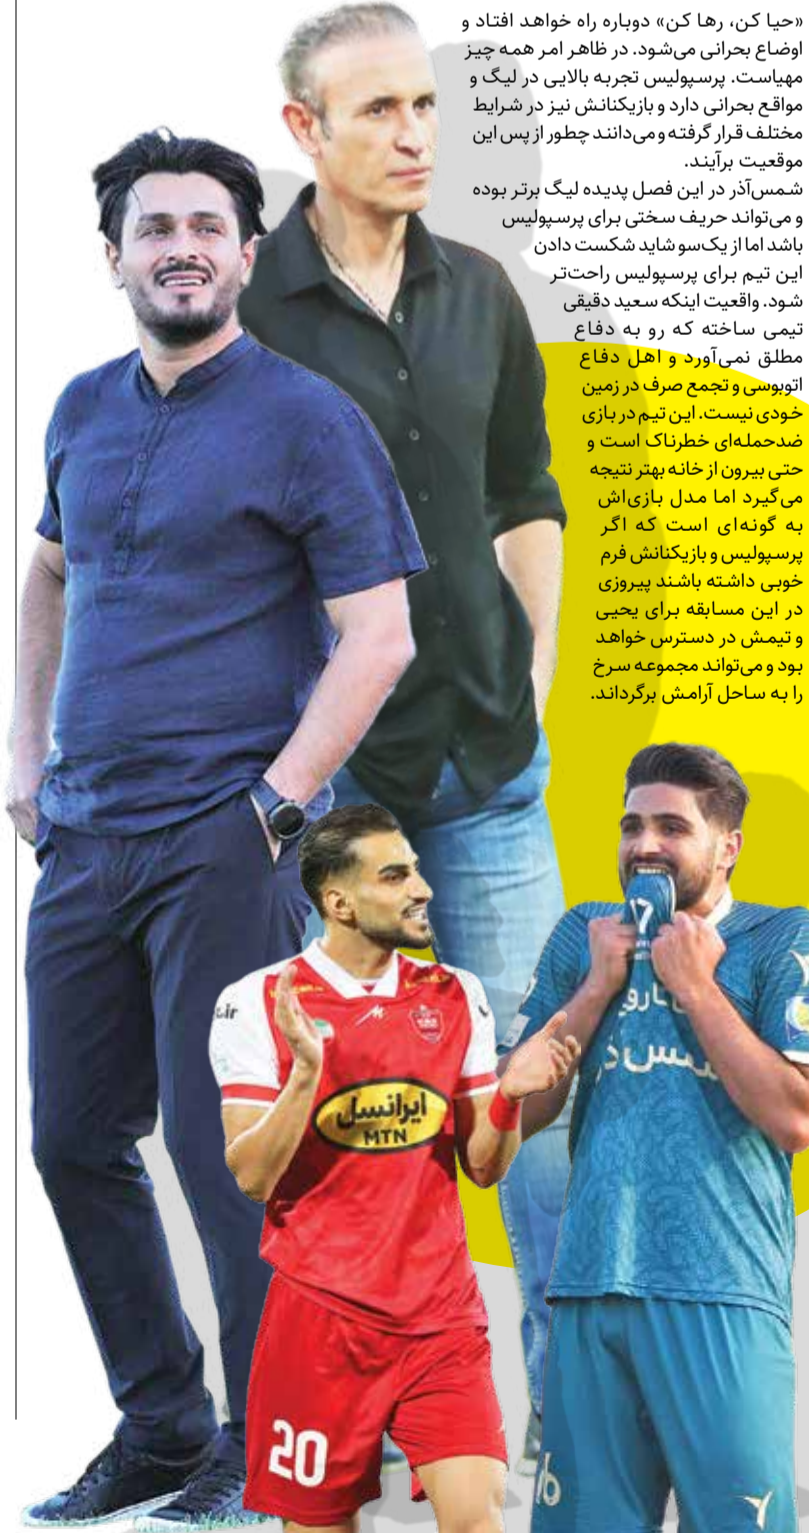 «حیا کن، رها کن» دوباره راه خواهد افتاد و
اوضاع بحرانی می‌شود. در ظاهر امر همه چیز
مهیاست. پرسپولیس تجربه بالایی در لیگ و
مواقع بحرانی دارد و بازیکنانش نیز در شرایط
مختلف قرار گرفته و می‌دانند چطور از پس این
موقعیت برآیند.
شمس‌آذر در این فصل پدیده لیگ برتر بوده
و می‌تواند حریف سختی برای پرسپولیس
باشد اما از یک‌سو شاید شکست دادن
این تیم برای پرسپولیس راحت‌تر
شود. واقعیت اینکه سعید دقیقی
تیمی ساخته که رو به دفاع
مطلق نمی‌آورد و اهل دفاع
اتوبوسی و تجمع صرف در زمین
خودی نیست. این تیم در بازی
ضدحمله‌ای خطرناک است و
حتی بیرون از خانه بهتر نتیجه
می‌گیرد اما مدل بازی‌اش
به گونه‌ای است که اگر
پرسپولیس و بازیکنانش فرم
خوبی داشته باشند پیروزی
در این مسابقه برای یحیی
و تیمش در دسترس خواهد
بود و می‌تواند مجموعه سرخ
را به ساحل آرامش برگرداند.
ایرانسل
MTN
20